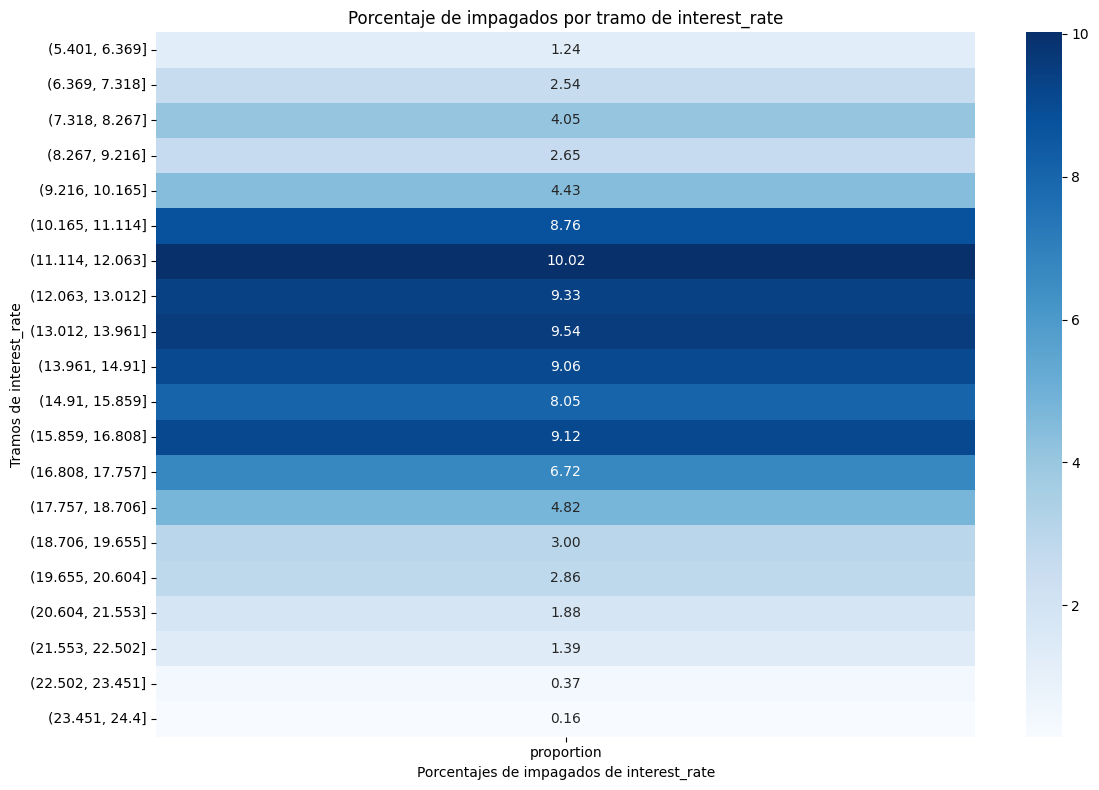 Porcentaje de impagados por tramo de interest_rate
Tramos de interest_rate
(5.401, 6.369] 1.24
(6.369, 7.318] 2.54
(7.318, 8.267] 4.05
(8.267, 9.216] 2.65
(9.216, 10.165] 4.43
(10.165, 11.114] 8.76
(11.114, 12.063] 10.02
(12.063, 13.012] 9.33
(13.012, 13.961] 9.54
(13.961, 14.91] 9.06
(14.91, 15.859] 8.05
(15.859, 16.808] 9.12
(16.808, 17.757] 6.72
(17.757, 18.706] 4.82
(18.706, 19.655] 3.00
(19.655, 20.604] 2.86
(20.604, 21.553] 1.88
(21.553, 22.502] 1.39
(22.502, 23.451] 0.37
(23.451, 24.4] 0.16
proportion
Porcentajes de impagados de interest_rate
10
8
6
4
2